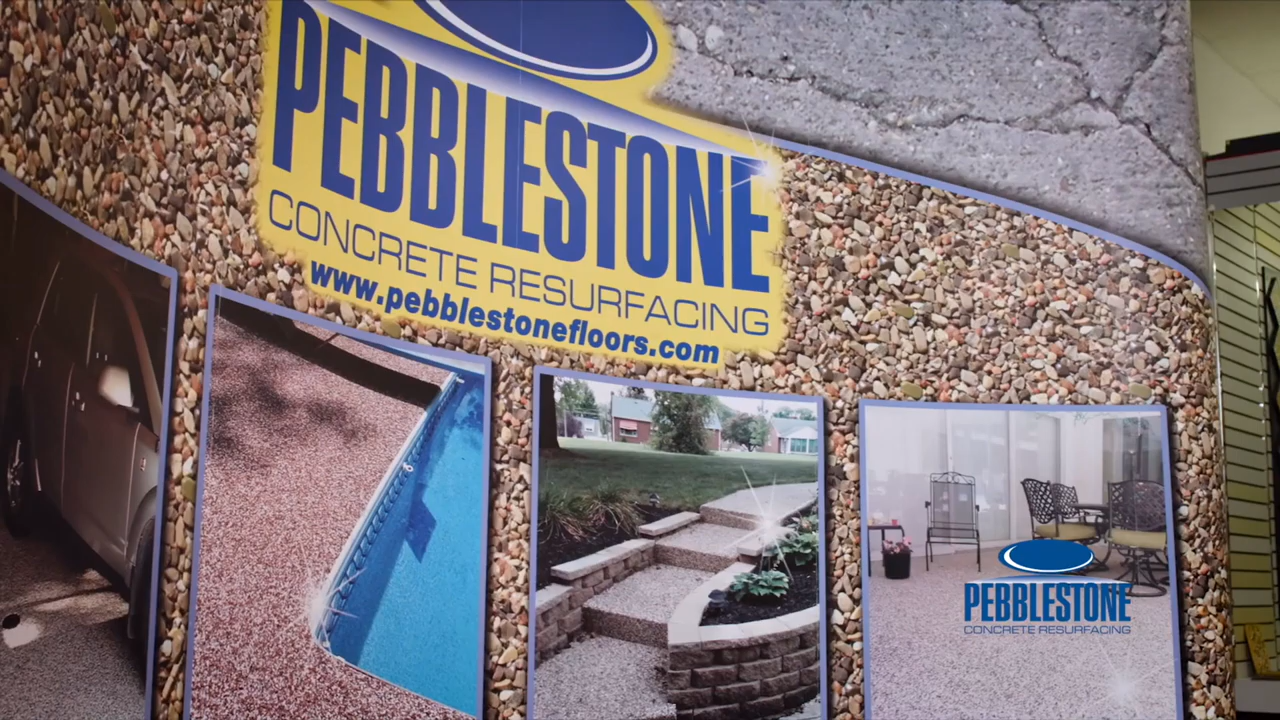 PEBBLESTONE
CONCRETE RESURFACING
www.pebblestonefloors.com
PEBBLESTONE
CONCRETE RESURFACING